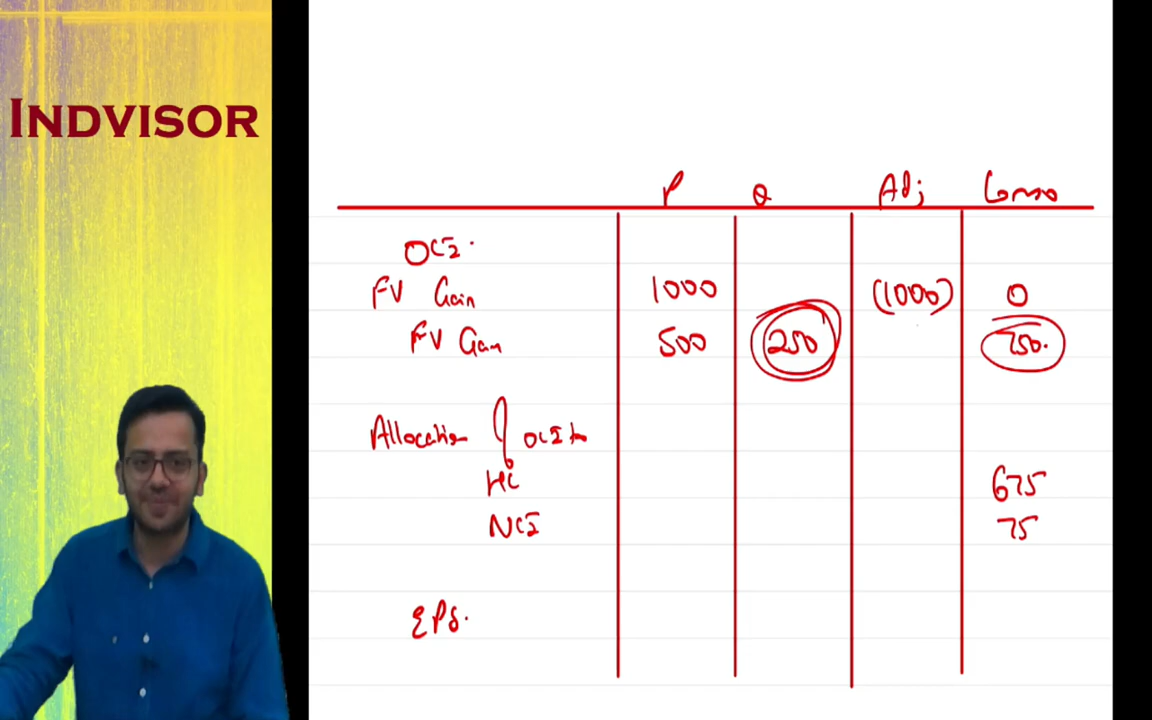 INDVISOR
P Q Adj Conso
OCI.
FV Gain 1000 (1000) 0
FV Gain 500 250 750.
Allocation of OCI to
HC 675
NCI 75
EPS.